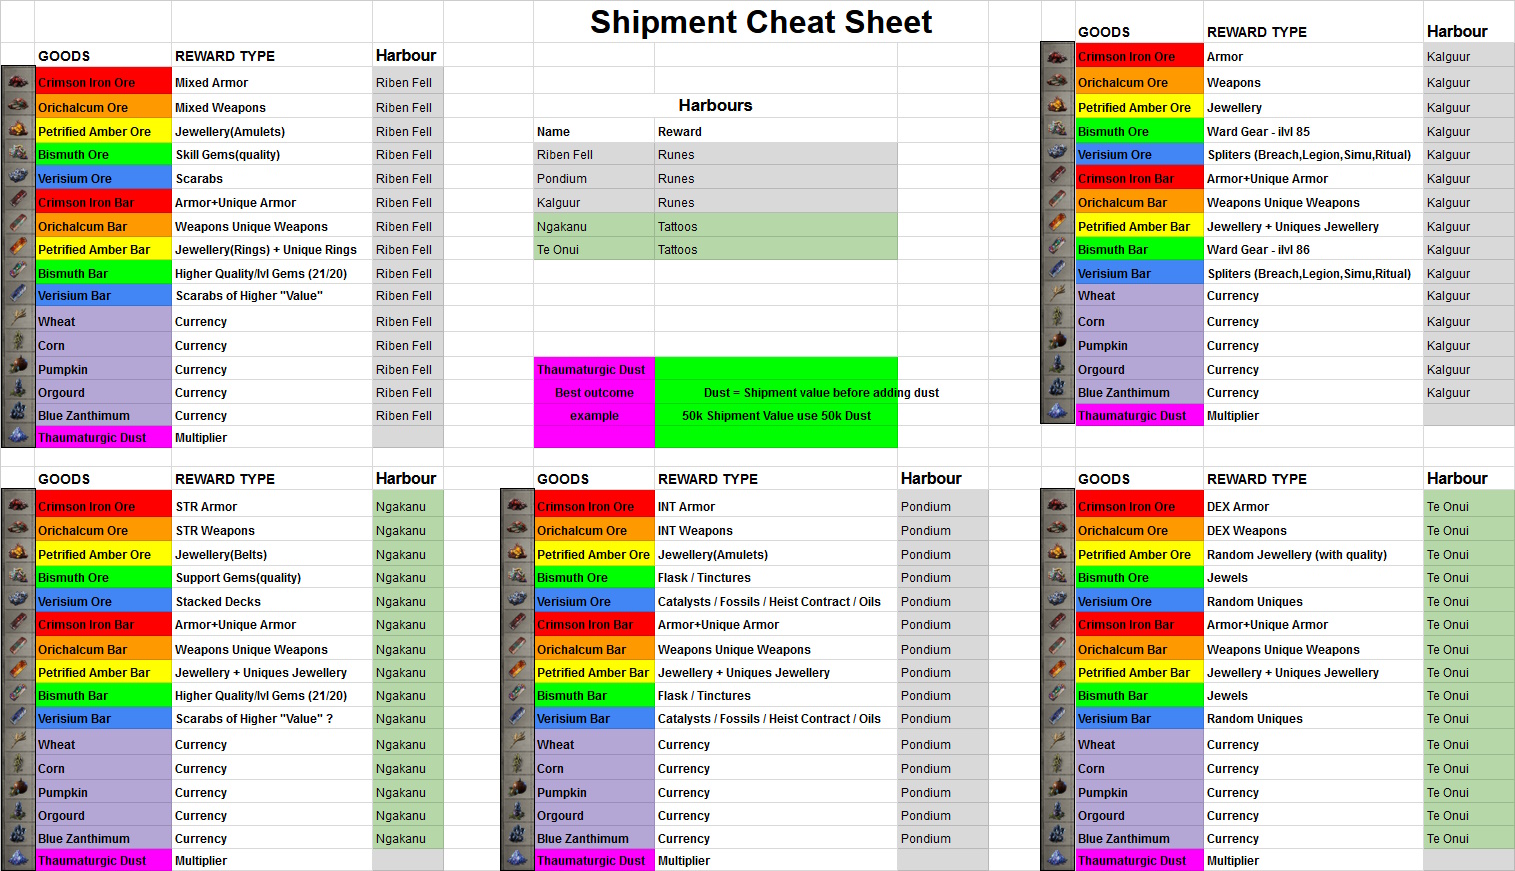 Shipment Cheat Sheet
GOODS REWARD TYPE Harbour
Crimson Iron Ore Mixed Armor Riben Fell
Orichalcum Ore Mixed Weapons Riben Fell
Petrified Amber Ore Jewellery(Amulets) Riben Fell
Bismuth Ore Skill Gems(quality) Riben Fell
Verisium Ore Scarabs Riben Fell
Crimson Iron Bar Armor+Unique Armor Riben Fell
Orichalcum Bar Weapons Unique Weapons Riben Fell
Petrified Amber Bar Jewellery(Rings) + Unique Rings Riben Fell
Bismuth Bar Higher Quality/lvl Gems (21/20) Riben Fell
Verisium Bar Scarabs of Higher "Value" Riben Fell
Wheat Currency Riben Fell
Corn Currency Riben Fell
Pumpkin Currency Riben Fell
Orgourd Currency Riben Fell
Blue Zanthimum Currency Riben Fell
Thaumaturgic Dust Multiplier
Harbours
Name Reward
Riben Fell Runes
Pondium Runes
Kalguur Runes
Ngakanu Tattoos
Te Onui Tattoos
Thaumaturgic Dust
Best outcome Dust = Shipment value before adding dust
example 50k Shipment Value use 50k Dust
GOODS REWARD TYPE Harbour
Crimson Iron Ore Armor Kalguur
Orichalcum Ore Weapons Kalguur
Petrified Amber Ore Jewellery Kalguur
Bismuth Ore Ward Gear - ilvl 85 Kalguur
Verisium Ore Spliters (Breach,Legion,Simu,Ritual) Kalguur
Crimson Iron Bar Armor+Unique Armor Kalguur
Orichalcum Bar Weapons Unique Weapons Kalguur
Petrified Amber Bar Jewellery + Uniques Jewellery Kalguur
Bismuth Bar Ward Gear - ilvl 86 Kalguur
Verisium Bar Spliters (Breach,Legion,Simu,Ritual) Kalguur
Wheat Currency Kalguur
Corn Currency Kalguur
Pumpkin Currency Kalguur
Orgourd Currency Kalguur
Blue Zanthimum Currency Kalguur
Thaumaturgic Dust Multiplier
GOODS REWARD TYPE Harbour
Crimson Iron Ore STR Armor Ngakanu
Orichalcum Ore STR Weapons Ngakanu
Petrified Amber Ore Jewellery(Belts) Ngakanu
Bismuth Ore Support Gems(quality) Ngakanu
Verisium Ore Stacked Decks Ngakanu
Crimson Iron Bar Armor+Unique Armor Ngakanu
Orichalcum Bar Weapons Unique Weapons Ngakanu
Petrified Amber Bar Jewellery + Uniques Jewellery Ngakanu
Bismuth Bar Higher Quality/lvl Gems (21/20) Ngakanu
Verisium Bar Scarabs of Higher "Value" ? Ngakanu
Wheat Currency Ngakanu
Corn Currency Ngakanu
Pumpkin Currency Ngakanu
Orgourd Currency Ngakanu
Blue Zanthimum Currency Ngakanu
Thaumaturgic Dust Multiplier
GOODS REWARD TYPE Harbour
Crimson Iron Ore INT Armor Pondium
Orichalcum Ore INT Weapons Pondium
Petrified Amber Ore Jewellery(Amulets) Pondium
Bismuth Ore Flask / Tinctures Pondium
Verisium Ore Catalysts / Fossils / Heist Contract / Oils Pondium
Crimson Iron Bar Armor+Unique Armor Pondium
Orichalcum Bar Weapons Unique Weapons Pondium
Petrified Amber Bar Jewellery + Uniques Jewellery Pondium
Bismuth Bar Flask / Tinctures Pondium
Verisium Bar Catalysts / Fossils / Heist Contract / Oils Pondium
Wheat Currency Pondium
Corn Currency Pondium
Pumpkin Currency Pondium
Orgourd Currency Pondium
Blue Zanthimum Currency Pondium
Thaumaturgic Dust Multiplier
GOODS REWARD TYPE Harbour
Crimson Iron Ore DEX Armor Te Onui
Orichalcum Ore DEX Weapons Te Onui
Petrified Amber Ore Random Jewellery (with quality) Te Onui
Bismuth Ore Jewels Te Onui
Verisium Ore Random Uniques Te Onui
Crimson Iron Bar Armor+Unique Armor Te Onui
Orichalcum Bar Weapons Unique Weapons Te Onui
Petrified Amber Bar Jewellery + Uniques Jewellery Te Onui
Bismuth Bar Jewels Te Onui
Verisium Bar Random Uniques Te Onui
Wheat Currency Te Onui
Corn Currency Te Onui
Pumpkin Currency Te Onui
Orgourd Currency Te Onui
Blue Zanthimum Currency Te Onui
Thaumaturgic Dust Multiplier